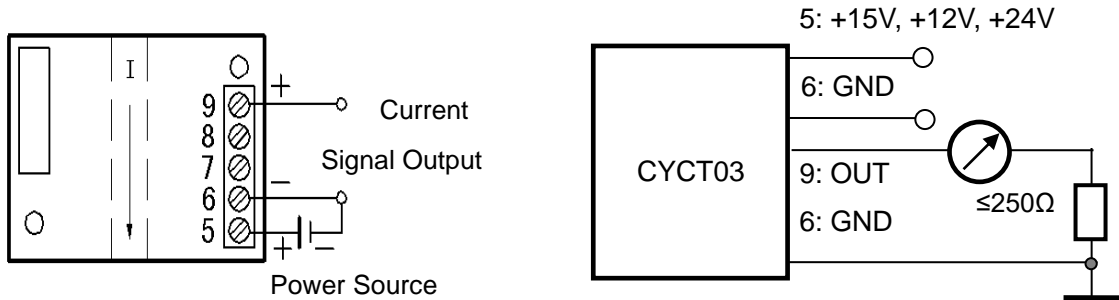 I
9
8
7
6
5
+
−
+
−
Current
Signal Output
Power Source
5: +15V, +12V, +24V
6: GND
CYCT03
9: OUT
≤250Ω
6: GND